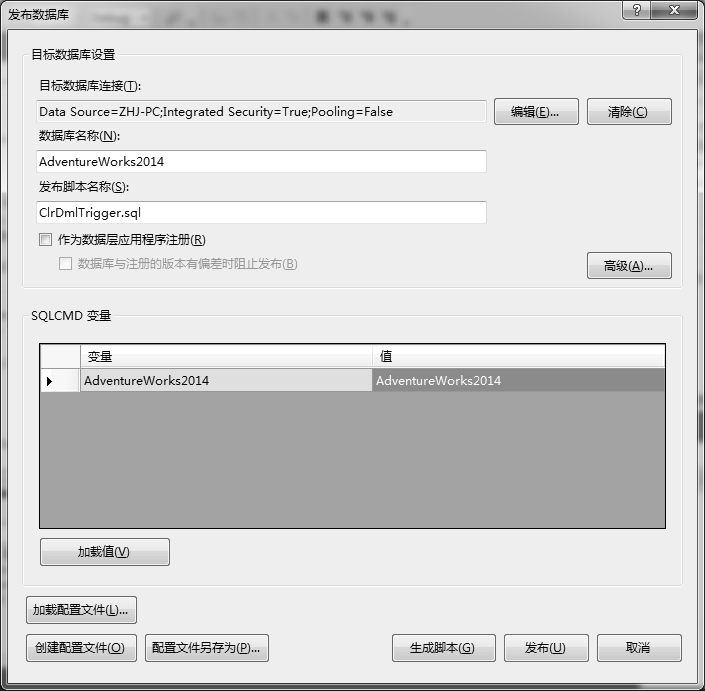 发布数据库
目标数据库设置
目标数据库连接(T):
Data Source=ZHJ-PC;Integrated Security=True;Pooling=False
编辑(E)...
清除(C)
数据库名称(N):
AdventureWorks2014
发布脚本名称(S):
ClrDmlTrigger.sql
作为数据层应用程序注册(R)
数据库与注册的版本有偏差时阻止发布(B)
高级(A)...
SQLCMD 变量
变量 值
AdventureWorks2014 AdventureWorks2014
加载值(V)
加载配置文件(L)...
创建配置文件(O) 配置文件另存为(P)... 生成脚本(G) 发布(U) 取消